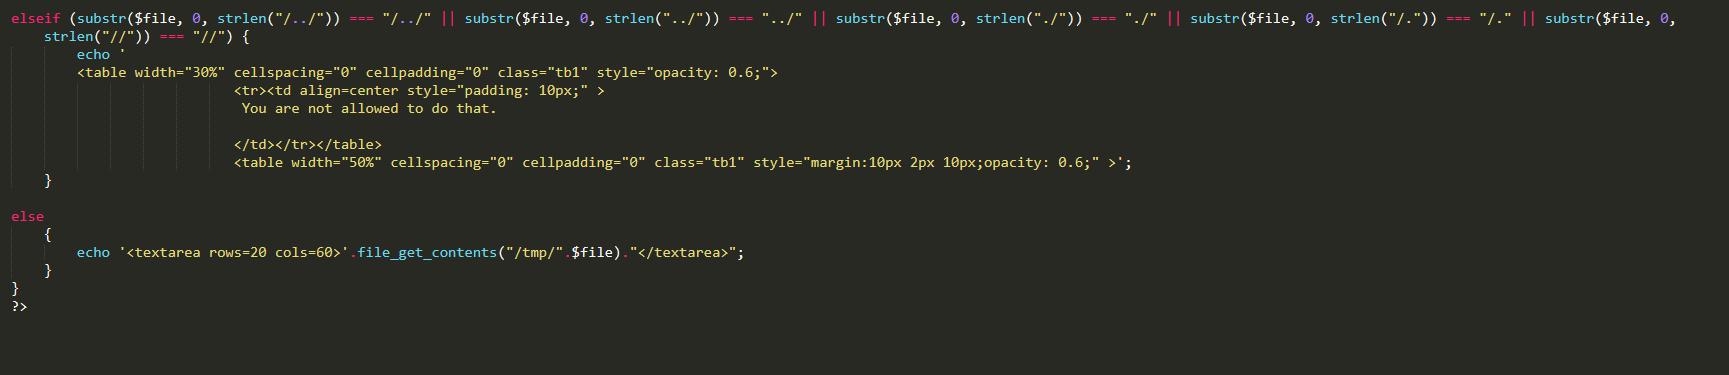 elseif (substr($file, 0, strlen("/../")) === "/../" || substr($file, 0, strlen("../")) === "../" || substr($file, 0, strlen("./")) === "./" || substr($file, 0, strlen("/.")) === "/." || substr($file, 0,
strlen("//")) === "//") {
echo '
<table width="30%" cellspacing="0" cellpadding="0" class="tb1" style="opacity: 0.6;">
<tr><td align=center style="padding: 10px;" >
You are not allowed to do that.
</td></tr></table>
<table width="50%" cellspacing="0" cellpadding="0" class="tb1" style="margin:10px 2px 10px;opacity: 0.6;" >';
}
else
{
echo '<textarea rows=20 cols=60>'.file_get_contents("/tmp/".$file)."</textarea>";
}
}
?>